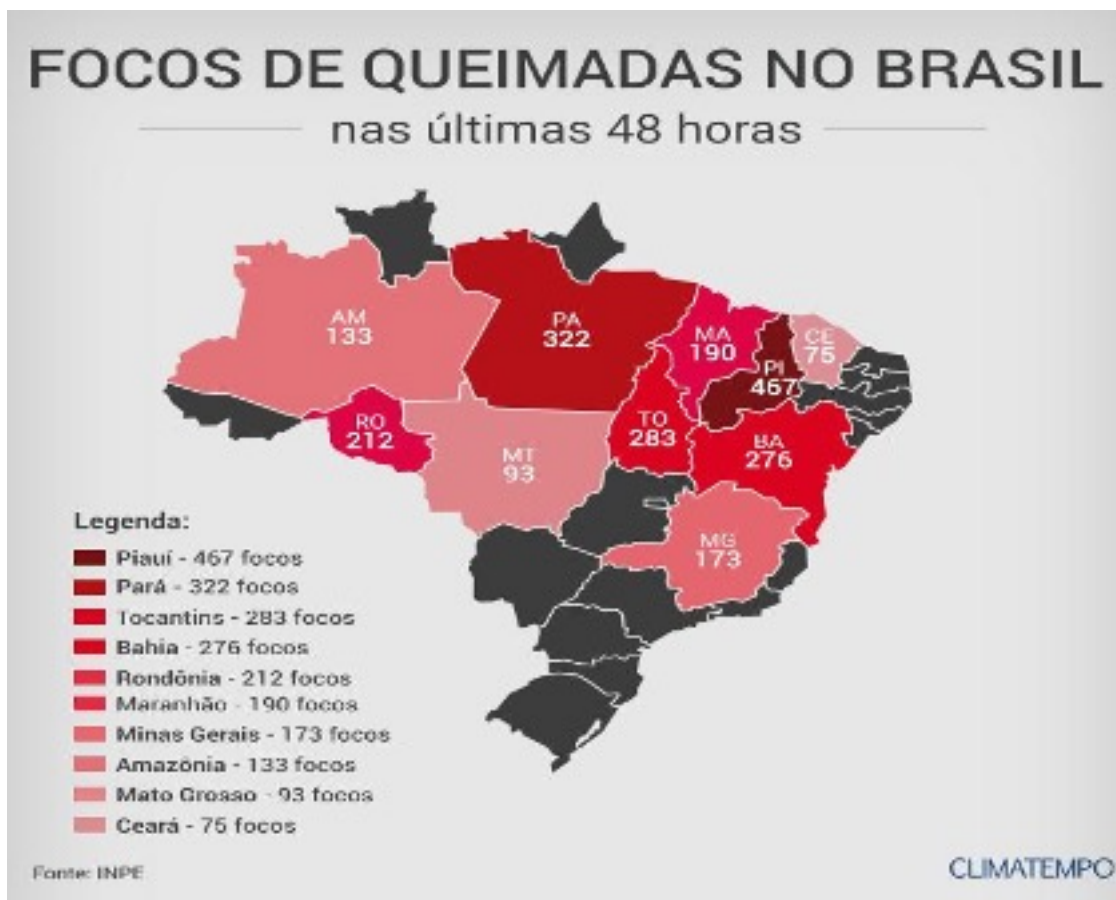 FOCOS DE QUEIMADAS NO BRASIL
nas últimas 48 horas
AM
133
PA
322
MA
190
CE
75
PI
467
RO
212
MT
93
TO
283
BA
276
MG
173
Legenda:
Piauí - 467 focos
Pará - 322 focos
Tocantins - 283 focos
Bahia - 276 focos
Rondônia - 212 focos
Maranhão - 190 focos
Minas Gerais - 173 focos
Amazônia - 133 focos
Mato Grosso - 93 focos
Ceará - 75 focos
Fonte: INPE
CLIMATEMPO